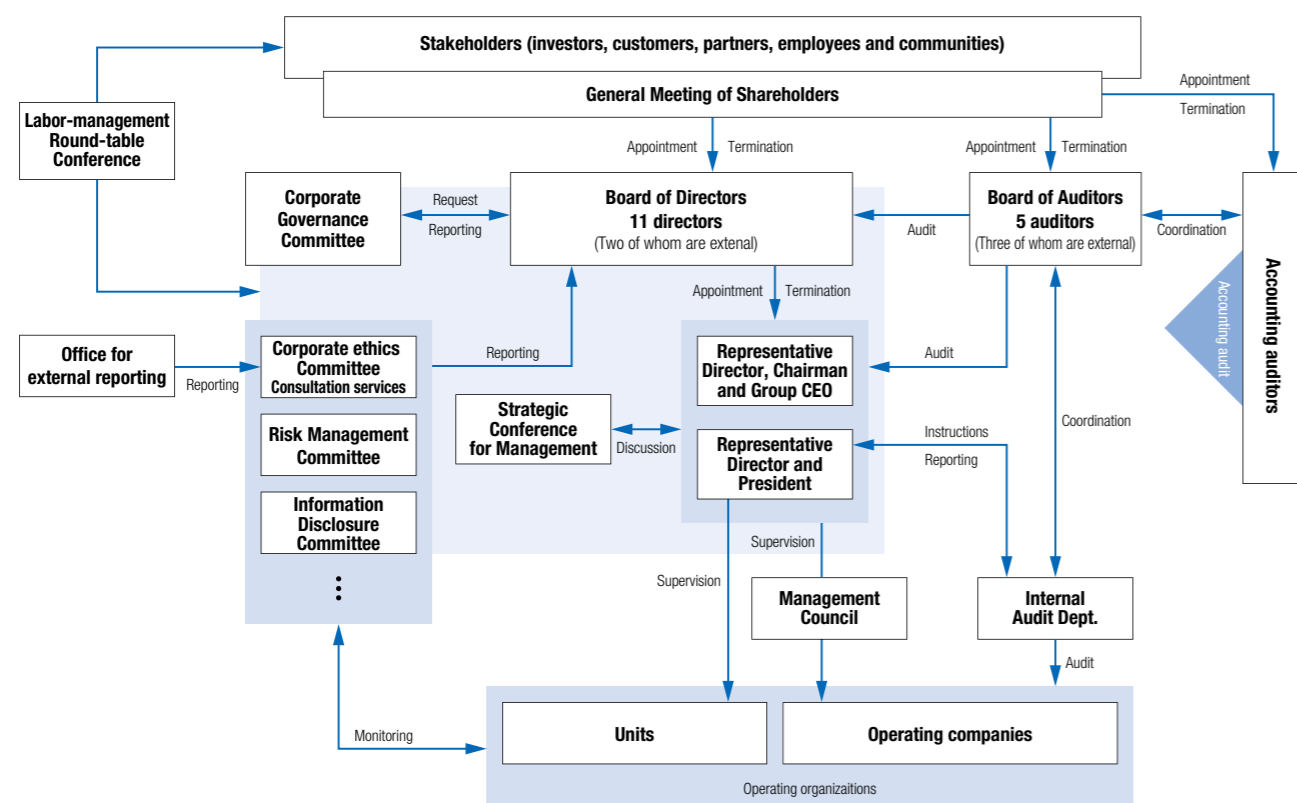 Stakeholders (investors, customers, partners, employees and communities)
General Meeting of Shareholders
Appointment
Termination
Labor-management
Round-table
Conference
Appointment
Termination
Appointment
Termination
Corporate
Governance
Committee
Request
Reporting
Board of Directors
11 directors
(Two of whom are extenal)
Audit
Board of Auditors
5 auditors
(Three of whom are external)
Coordination
Accounting auditors
Accounting audit
Appointment
Termination
Office for
external reporting
Reporting
Corporate ethics
Committee
Consultation services
Reporting
Risk Management
Committee
Information
Disclosure
Committee
Strategic
Conference
for Management
Discussion
Representative
Director, Chairman
and Group CEO
Audit
Representative
Director and
President
Instructions
Reporting
Coordination
Supervision
Supervision
Management
Council
Internal
Audit Dept.
Audit
Monitoring
Units
Operating companies
Operating organizaitions